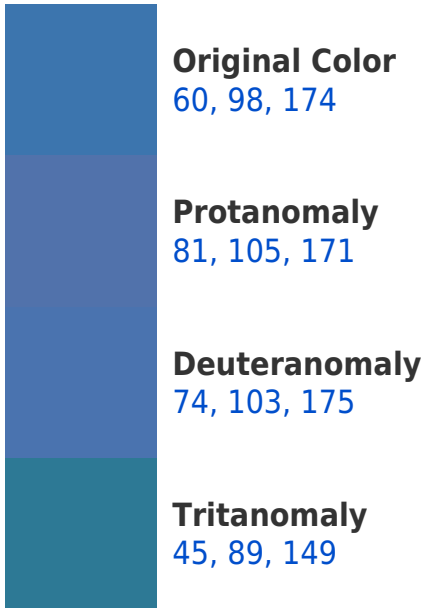 Original Color
60, 98, 174
Protanomaly
81, 105, 171
Deuteranomaly
74, 103, 175
Tritanomaly
45, 89, 149